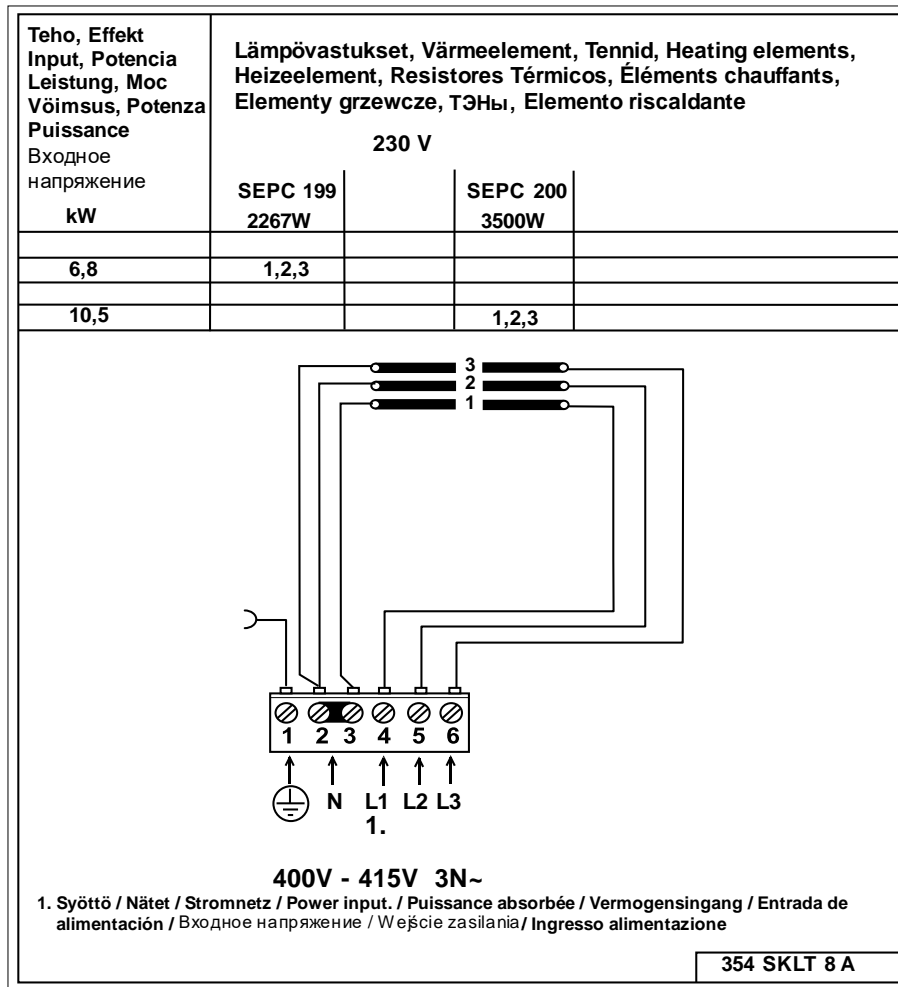 Teho, Effekt
Input, Potencia
Leistung, Moc
Vöimsus, Potenza
Puissance
Входное
напряжение
kW
Lämpövastukset, Värmeelement, Tennid, Heating elements,
Heizeelement, Resistores Térmicos, Éléments chauffants,
Elementy grzewcze, ТЭНы, Elemento riscaldante
230 V
SEPC 199
2267W
SEPC 200
3500W
6,8 1,2,3
10,5 1,2,3
3
2
1
1 2 3 4 5 6
N L1 L2 L3
1.
400V - 415V 3N~
1. Syöttö / Nätet / Stromnetz / Power input. / Puissance absorbée / Vermogensingang / Entrada de
alimentación / Входное напряжение / Wejście zasilania / Ingresso alimentazione
354 SKLT 8 A